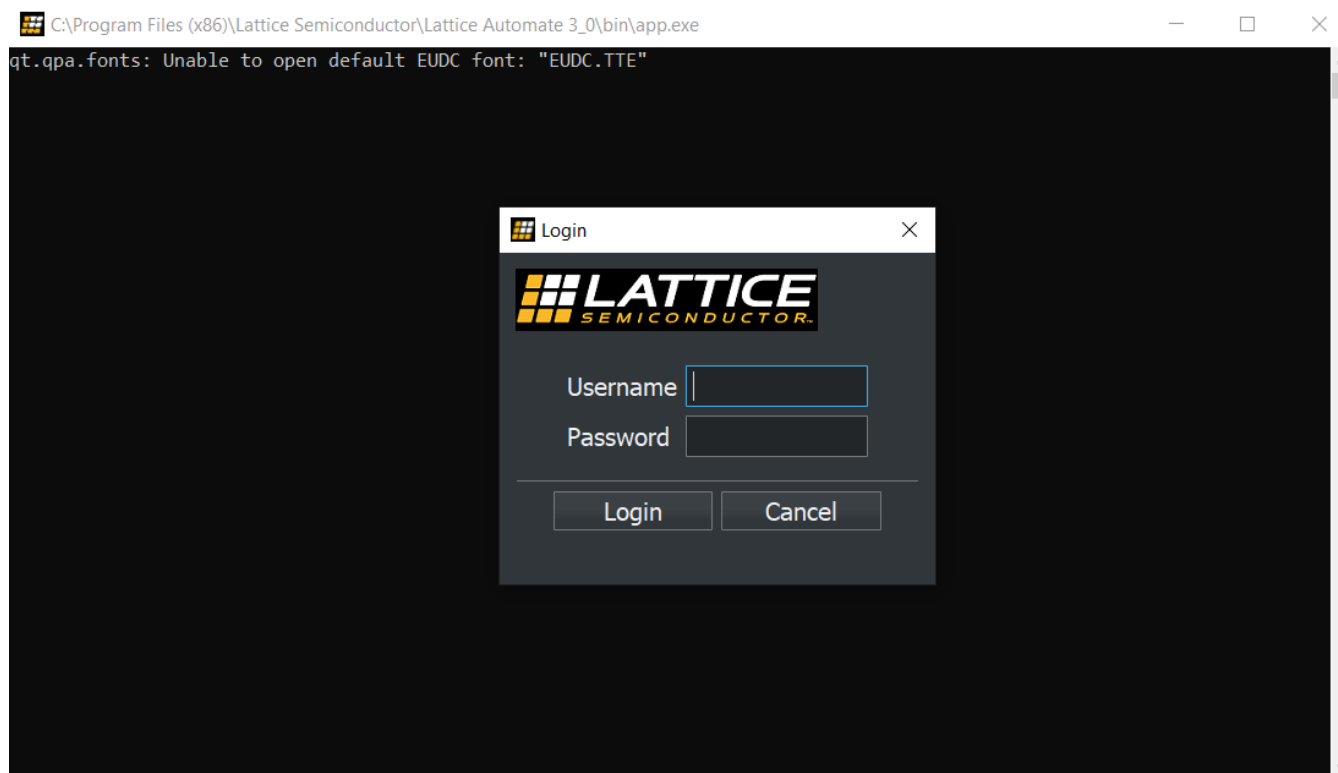 C:\Program Files (x86)\Lattice Semiconductor\Lattice Automate 3_0\bin\app.exe
qt.qpa.fonts: Unable to open default EUDC font: "EUDC.TTE"
Login
LATTICE
SEMICONDUCTOR™
Username
Password
Login Cancel